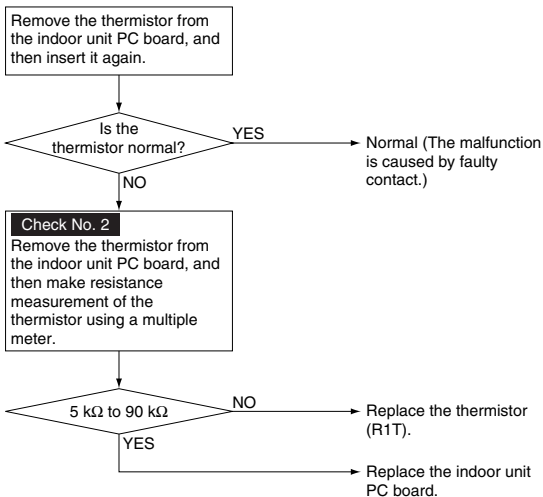 Remove the thermistor from
the indoor unit PC board, and
then insert it again.
Is the
thermistor normal?
YES
Normal (The malfunction
is caused by faulty
contact.)
NO
Check No. 2
Remove the thermistor from
the indoor unit PC board, and
then make resistance
measurement of the
thermistor using a multiple
meter.
5 kΩ to 90 kΩ
NO
Replace the thermistor
(R1T).
YES
Replace the indoor unit
PC board.